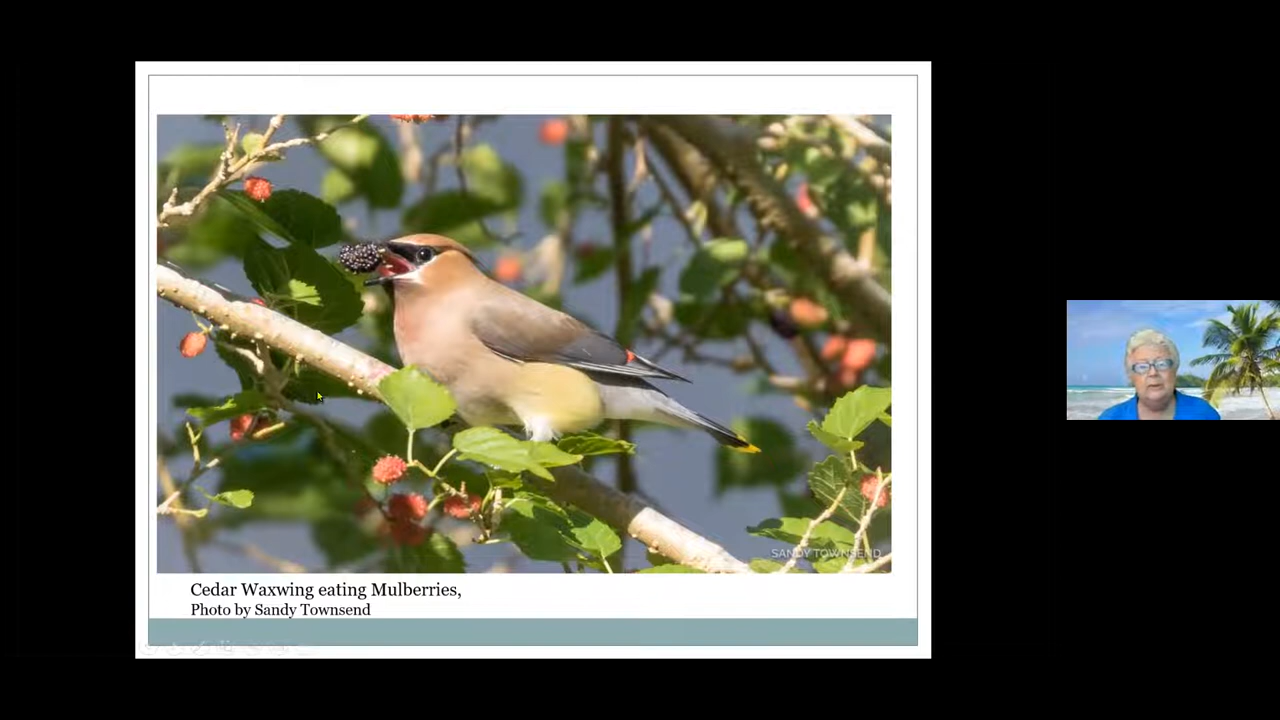 SANDY TOWNSEND
Cedar Waxwing eating Mulberries,
Photo by Sandy Townsend